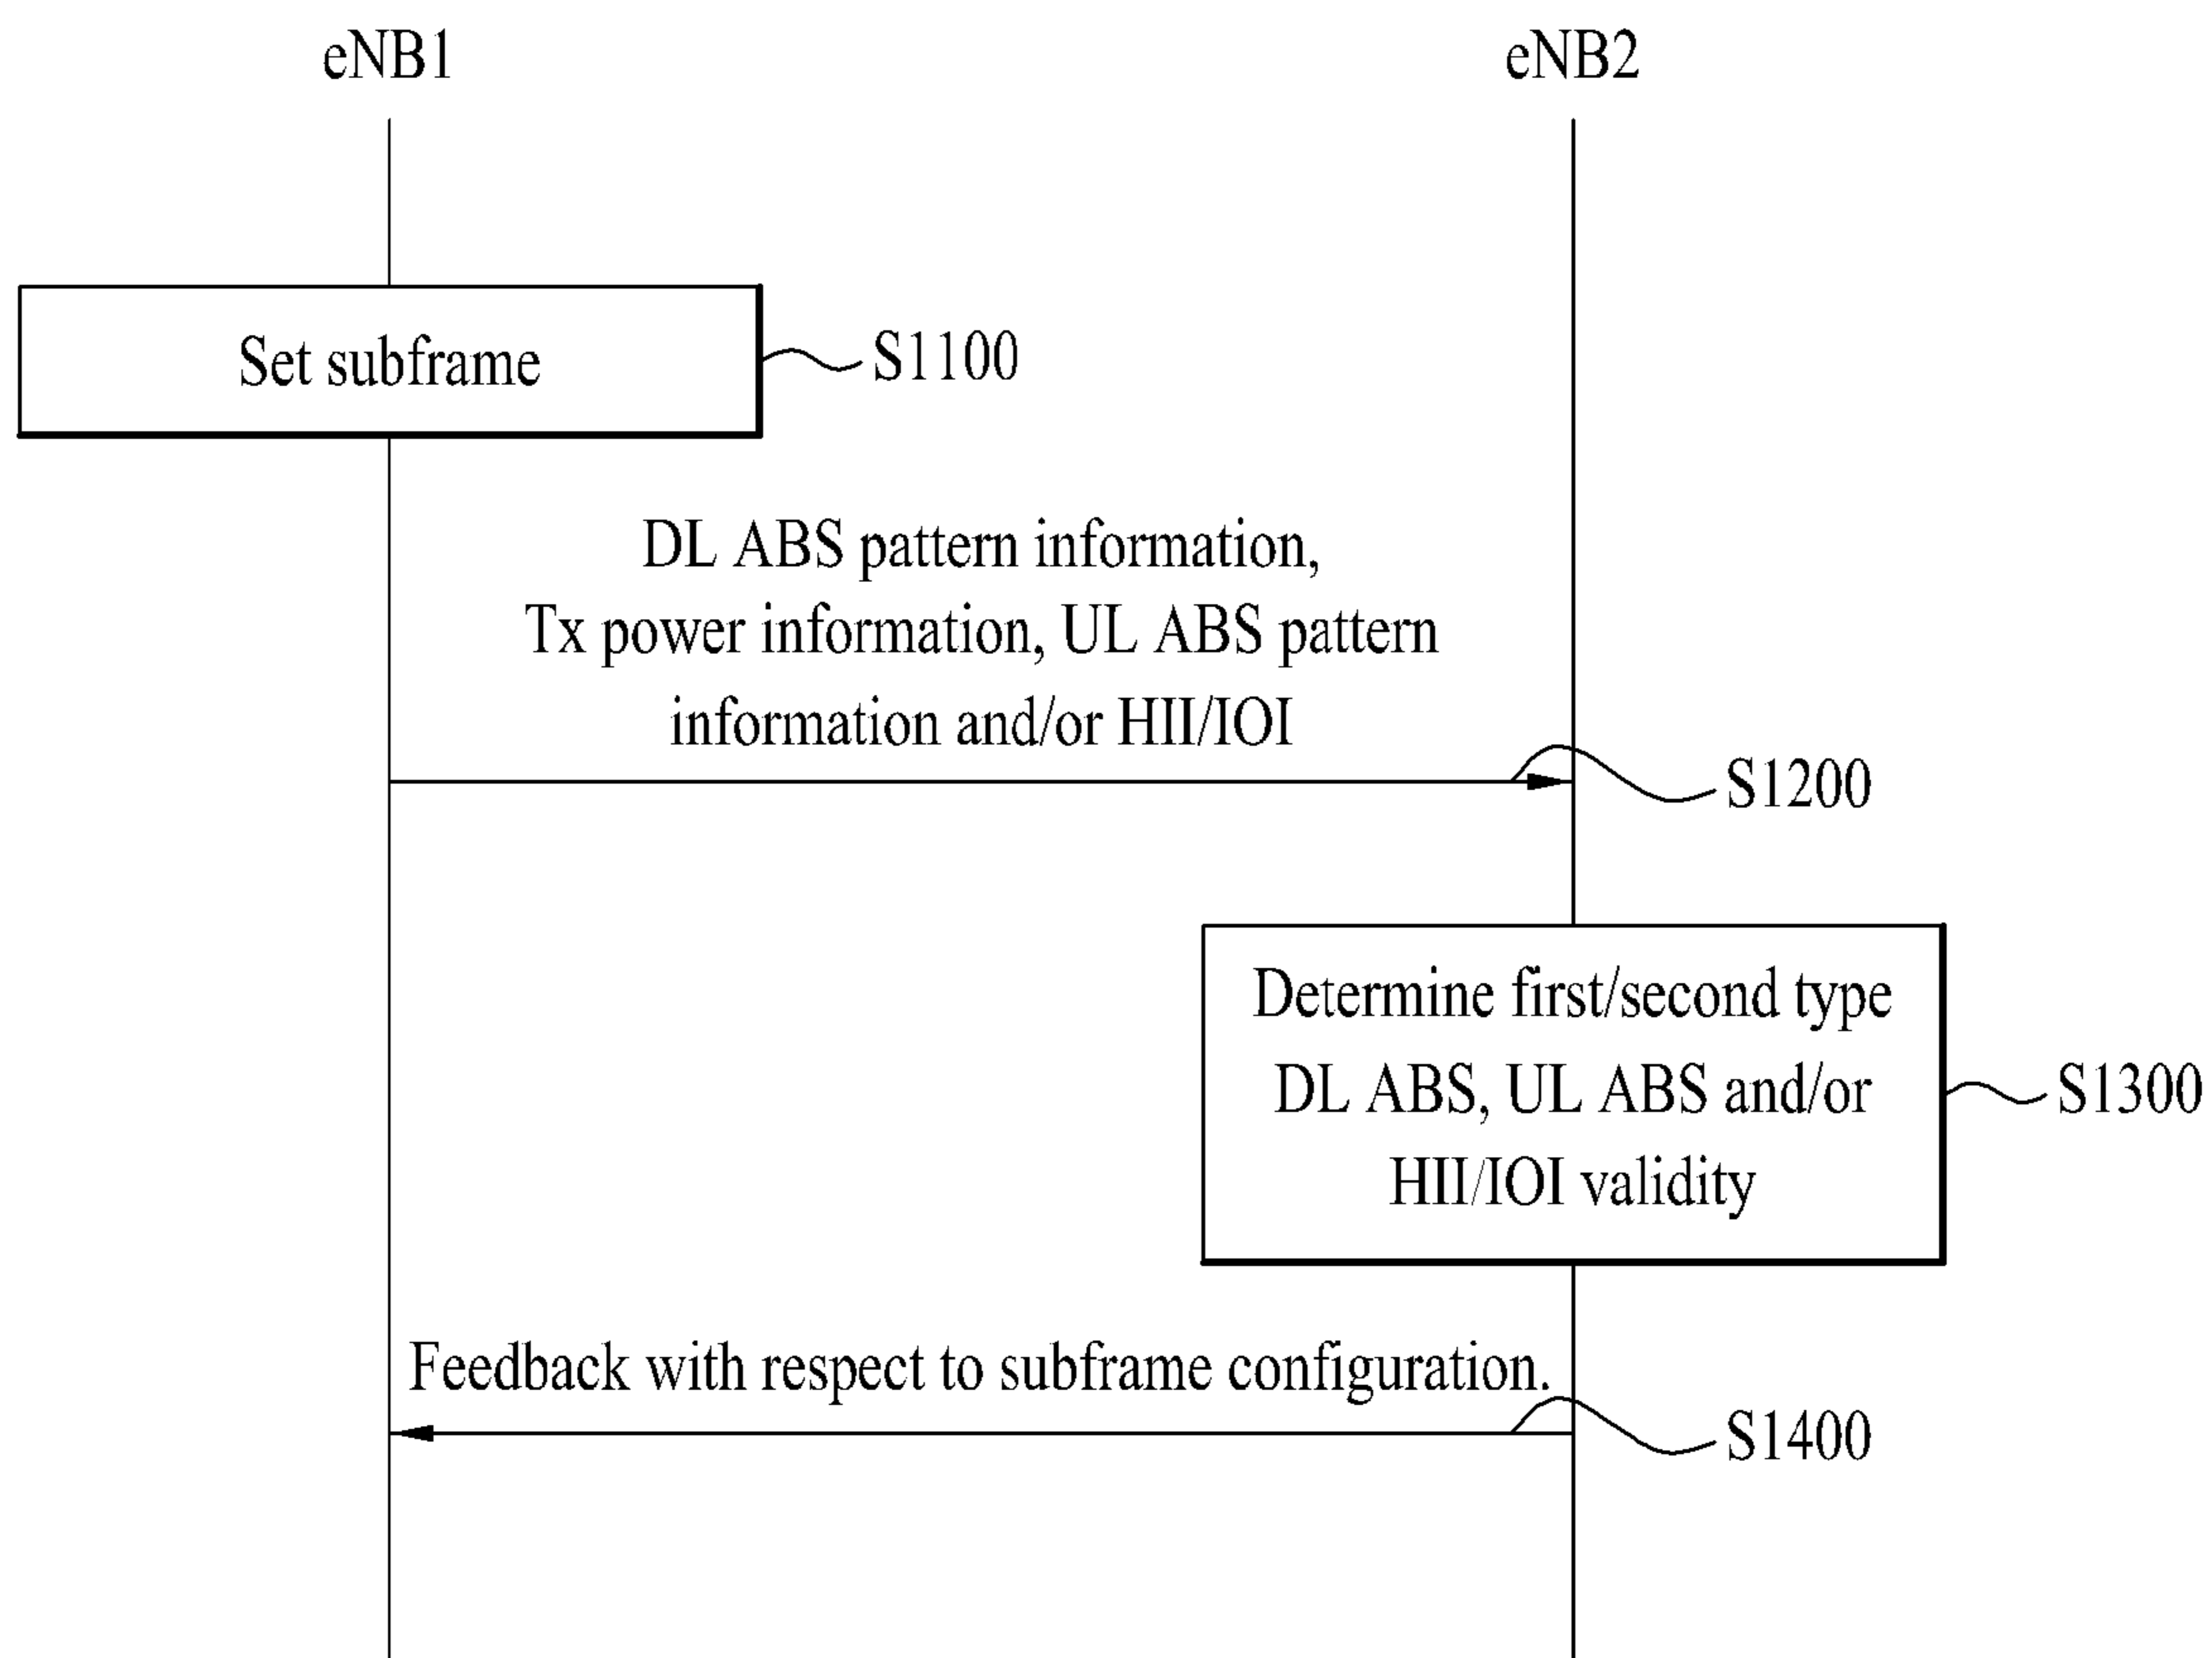 eNB1
eNB2
Set subframe
S1100
DL ABS pattern information,
Tx power information, UL ABS pattern
information and/or HII/IOI
S1200
Determine first/second type
DL ABS, UL ABS and/or
HII/IOI validity
S1300
Feedback with respect to subframe configuration.
S1400